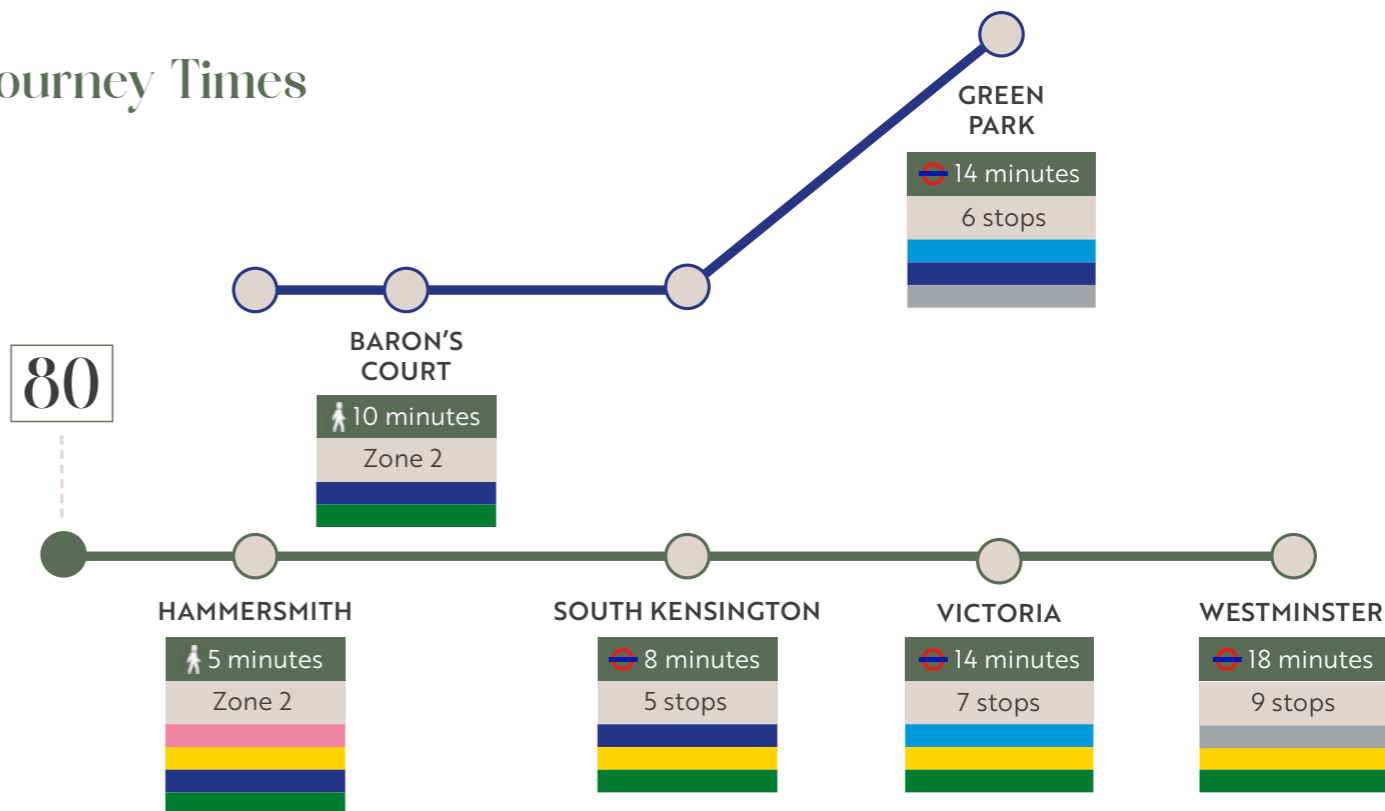 ourney Times
GREEN
PARK
14 minutes
6 stops
BARON'S
COURT
10 minutes
Zone 2
80
HAMMERSMITH
5 minutes
Zone 2
SOUTH KENSINGTON
8 minutes
5 stops
VICTORIA
14 minutes
7 stops
WESTMINSTER
18 minutes
9 stops